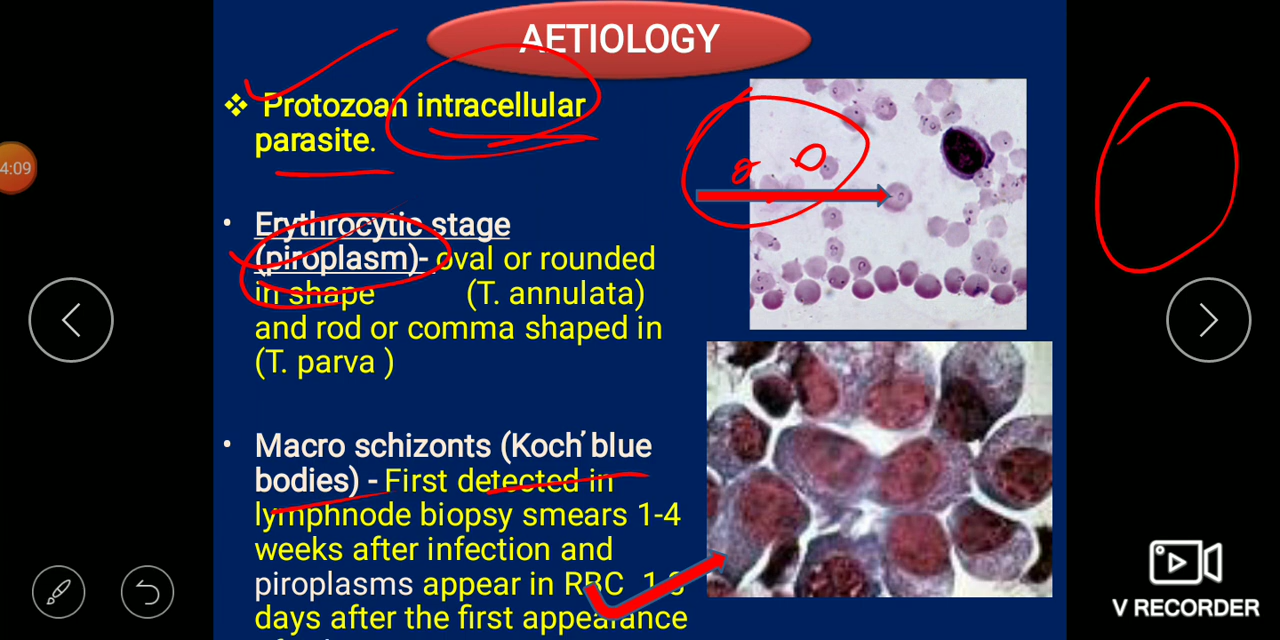 AETIOLOGY
❖ Protozoan intracellular
parasite.
4:09
• Erythrocytic stage
(piroplasm)- oval or rounded
in shape (T. annulata)
and rod or comma shaped in
(T. parva )
• Macro schizonts (Koch’blue
bodies) - First detected in
lymphnode biopsy smears 1-4
weeks after infection and
piroplasms appear in RBC 1-3
days after the first appearance
V RECORDER